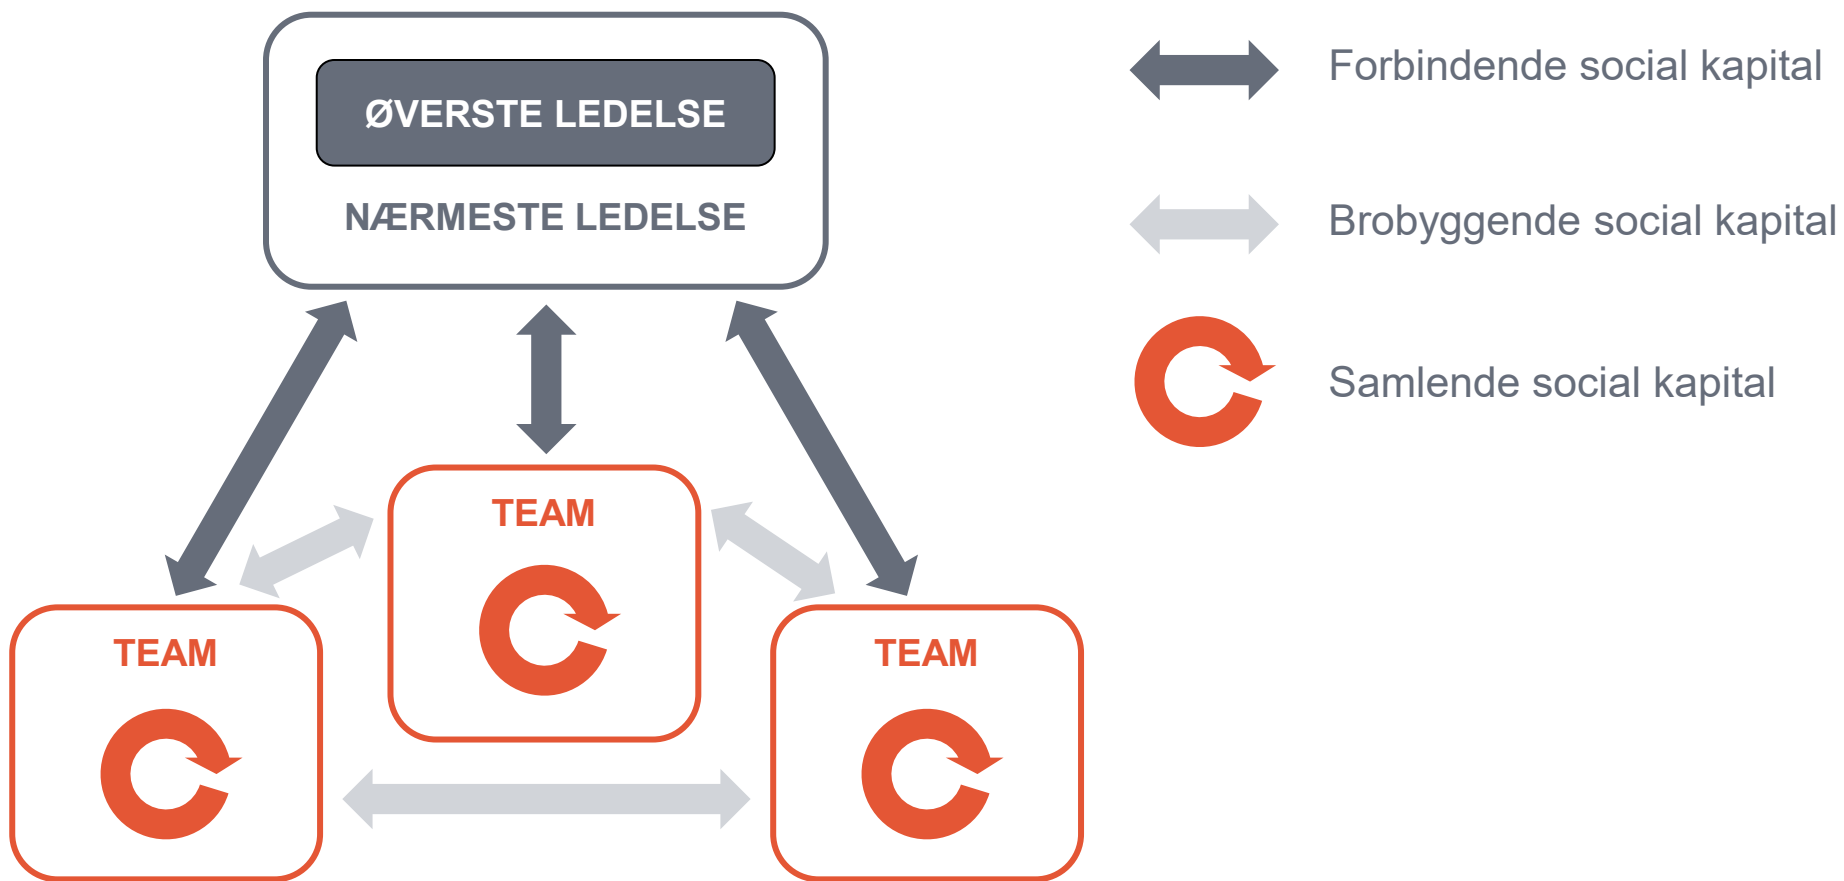 ØVERSTE LEDELSE
NÆRMESTE LEDELSE
TEAM
TEAM
TEAM
Forbindende social kapital
Brobyggende social kapital
Samlende social kapital